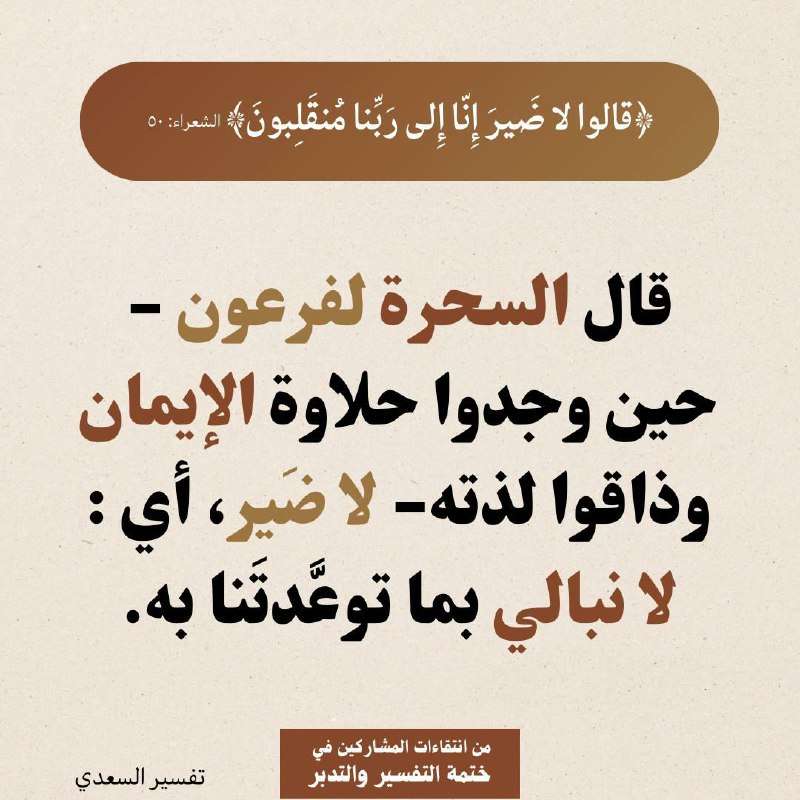 ﴿قالوا لا ضَيرَ إِنّا إِلى رَبِّنا مُنقَلِبونَ﴾ الشعراء: ٥٠
قال السحرة لفرعون -
حين وجدوا حلاوة الإيمان
وذاقوا لذته- لا ضَير، أي :
لا نبالي بما توعَّدتَنا به.
من انتقاءات المشاركين في
ختمة التفسير والتدبر
تفسير السعدي